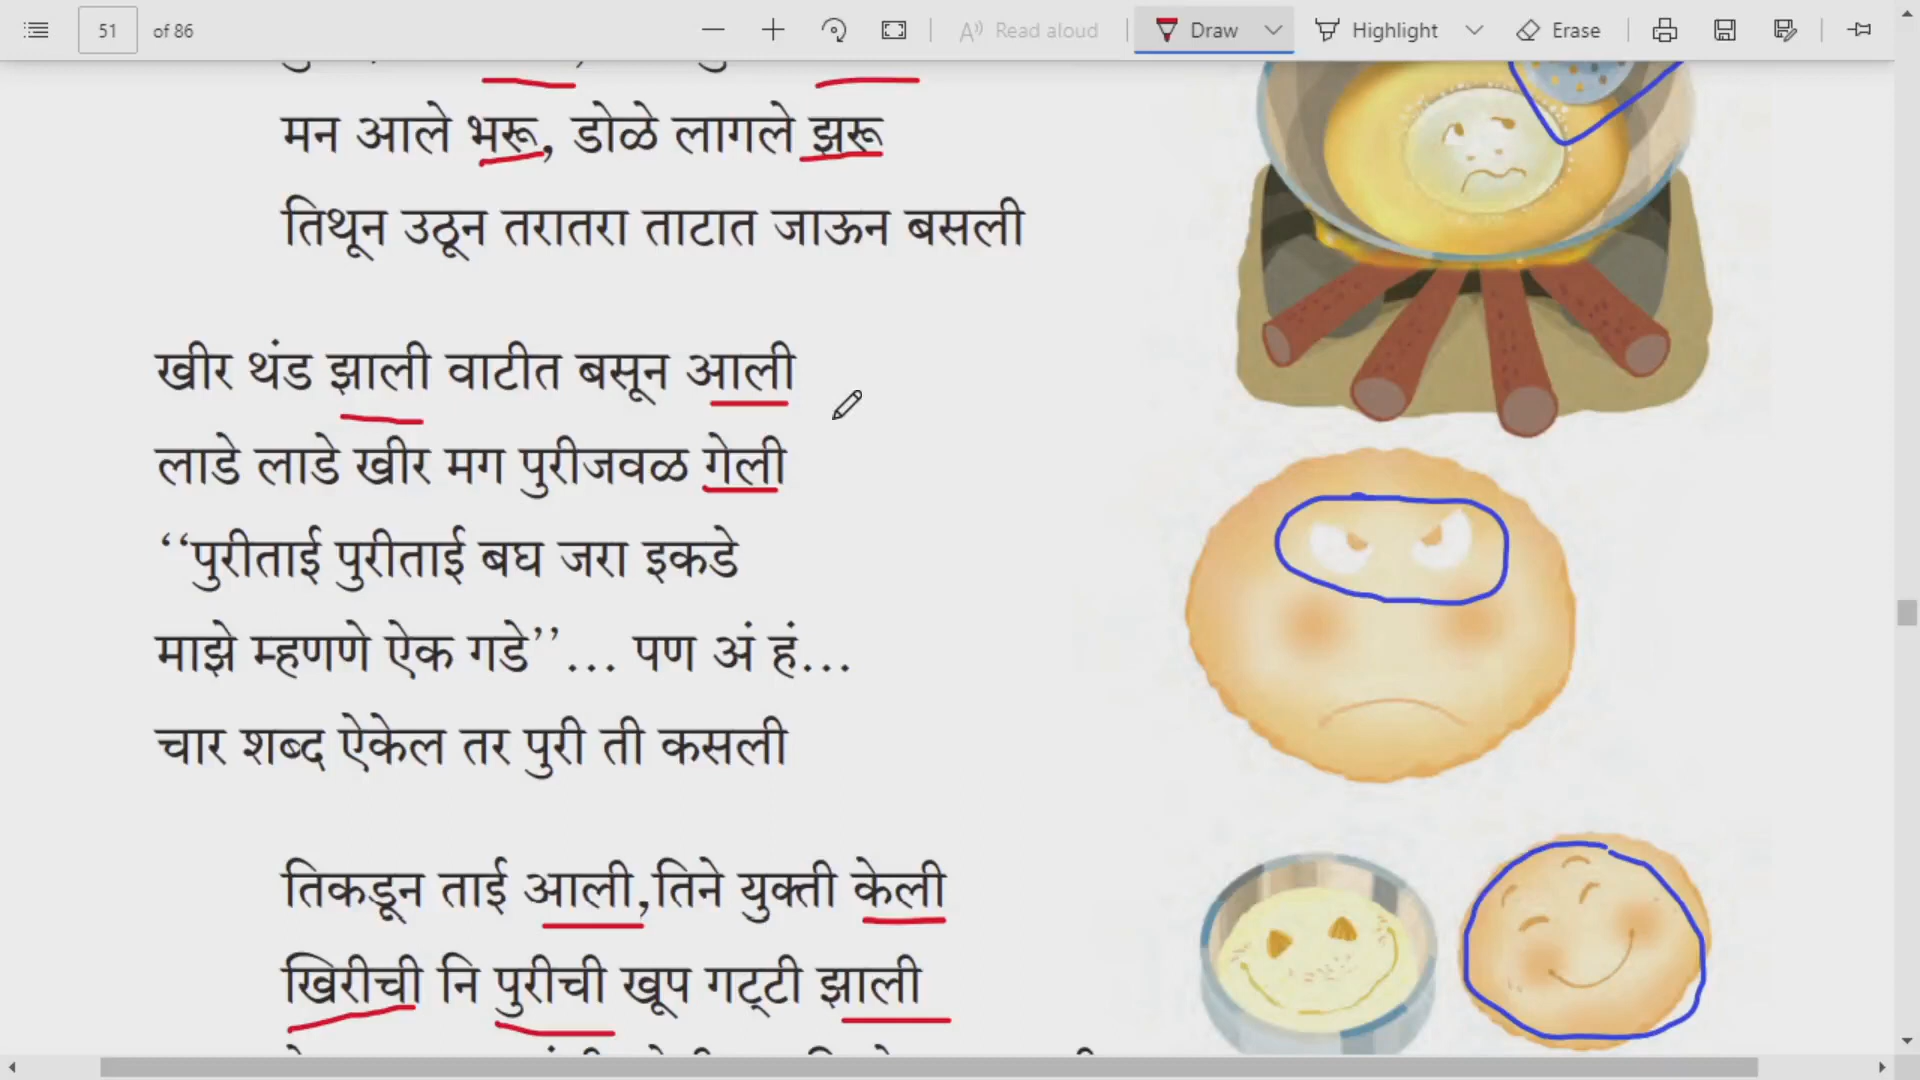 51 of 86 Read aloud Draw Highlight Erase
मन आले भरू, डोळे लागले झरू
तिथून उठून तरातरा ताटात जाऊन बसली
खीर थंड झाली वाटीत बसून आली
लाडे लाडे खीर मग पुरीजवळ गेली
‘‘पुरीताई पुरीताई बघ जरा इकडे
माझे म्हणणे ऐक गडे’’... पण अं हं...
चार शब्द ऐकेल तर पुरी ती कसली
तिकडून ताई आली,तिने युक्ती केली
खिरीची नि पुरीची खूप गट्टी झाली